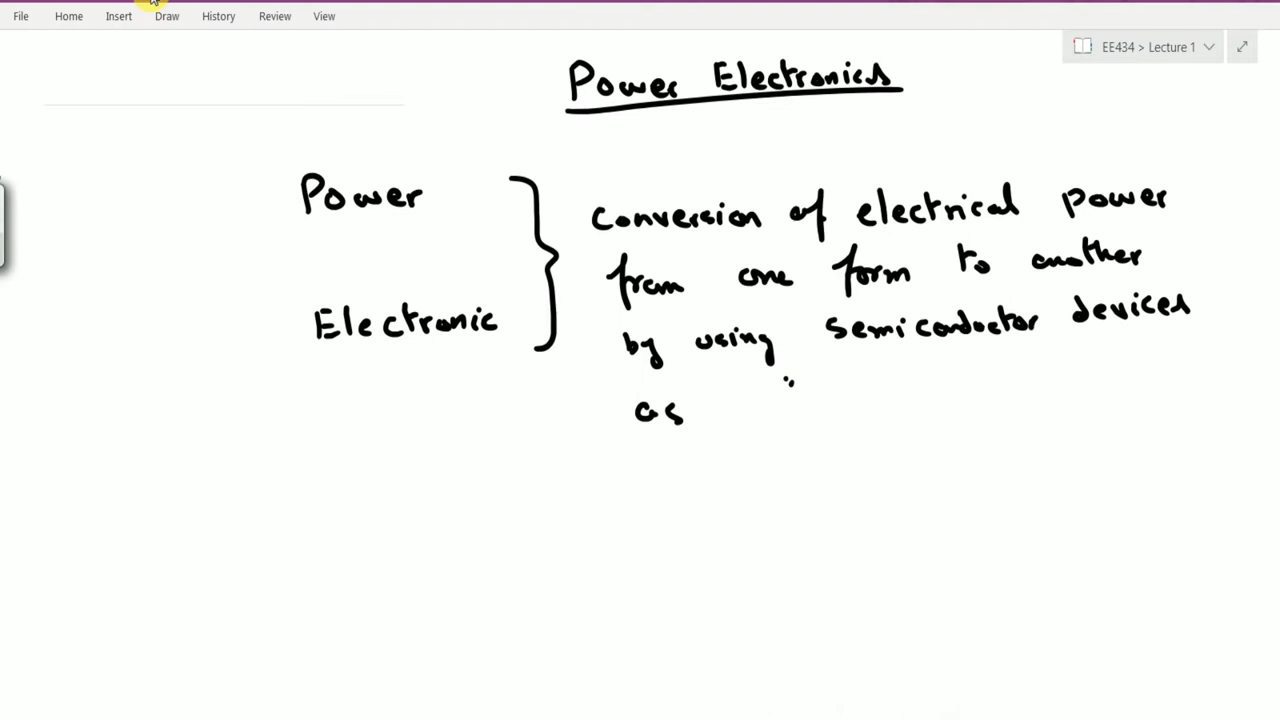 File Home Insert Draw History Review View
EE434 > Lecture 1
Power Electronics
Power
Electronic
conversion of electrical power
from one form to another
by using semiconductor devices
as